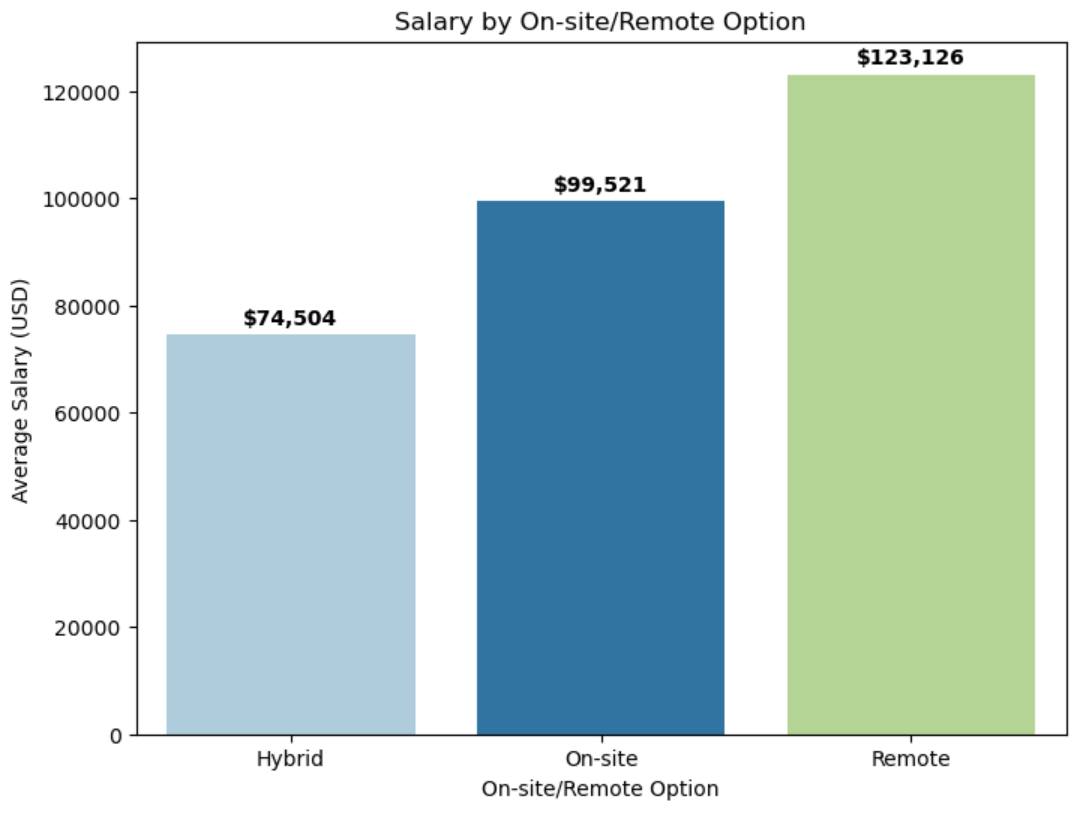 Salary by On-site/Remote Option
$123,126
120000
$99,521
100000
80000
$74,504
60000
40000
20000
0
Average Salary (USD)
Hybrid On-site Remote
On-site/Remote Option